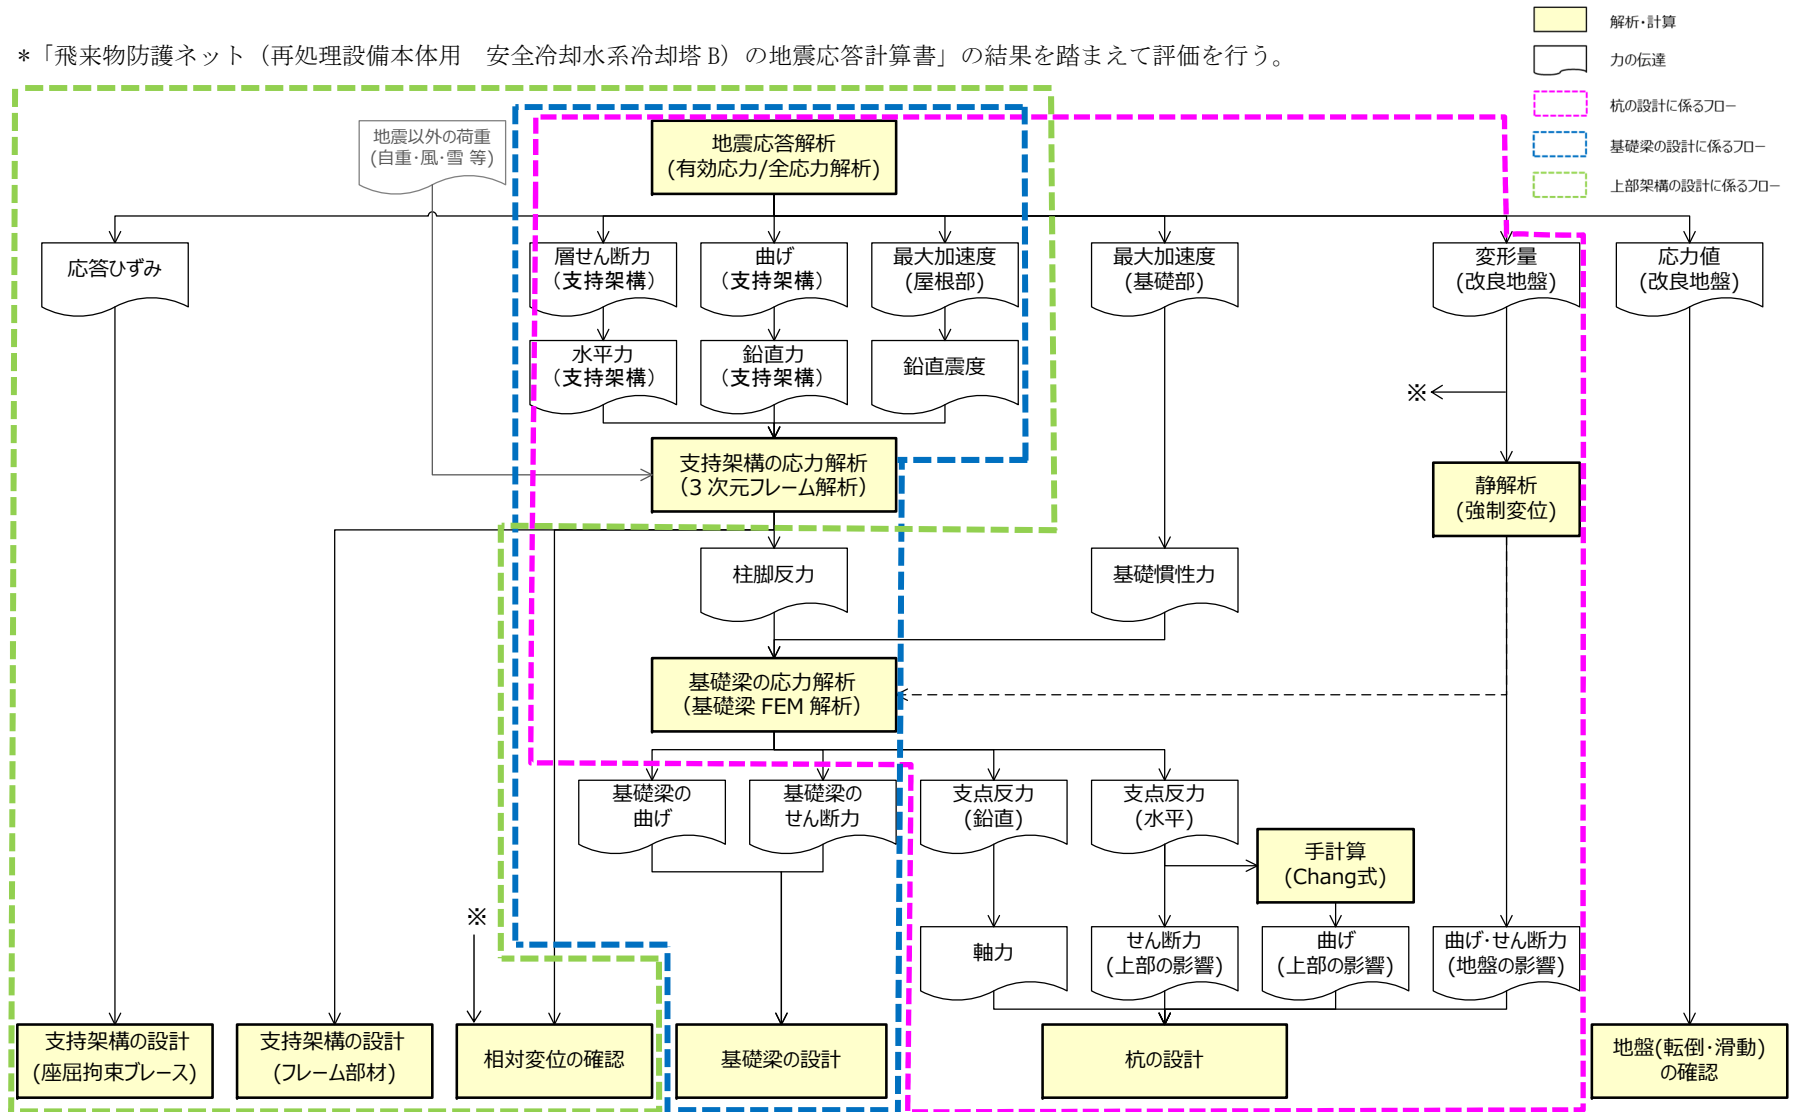 解析・計算
*「飛来物防護ネット（再処理設備本体用　安全冷却水系冷却塔 B）の地震応答計算書」の結果を踏まえて評価を行う。
力の伝達
杭の設計に係るフロー
基礎梁の設計に係るフロー
上部架構の設計に係るフロー
地震以外の荷重
(自重・風・雪 等)
地震応答解析
(有効応力/全応力解析)
応答ひずみ
層せん断力
（支持架構）
曲げ
（支持架構）
最大加速度
(屋根部)
最大加速度
(基礎部)
変形量
(改良地盤)
応力値
(改良地盤)
水平力
（支持架構）
鉛直力
（支持架構）
鉛直震度
※
支持架構の応力解析
（3 次元フレーム解析）
静解析
(強制変位)
柱脚反力
基礎慣性力
基礎梁の応力解析
（基礎梁 FEM 解析）
基礎梁の
曲げ
基礎梁の
せん断力
支点反力
(鉛直)
支点反力
(水平)
手計算
(Chang式)
※
軸力
せん断力
(上部の影響)
曲げ
(上部の影響)
曲げ・せん断力
(地盤の影響)
支持架構の設計
(座屈拘束ブレース)
支持架構の設計
(フレーム部材)
相対変位の確認
基礎梁の設計
杭の設計
地盤(転倒・滑動)
の確認